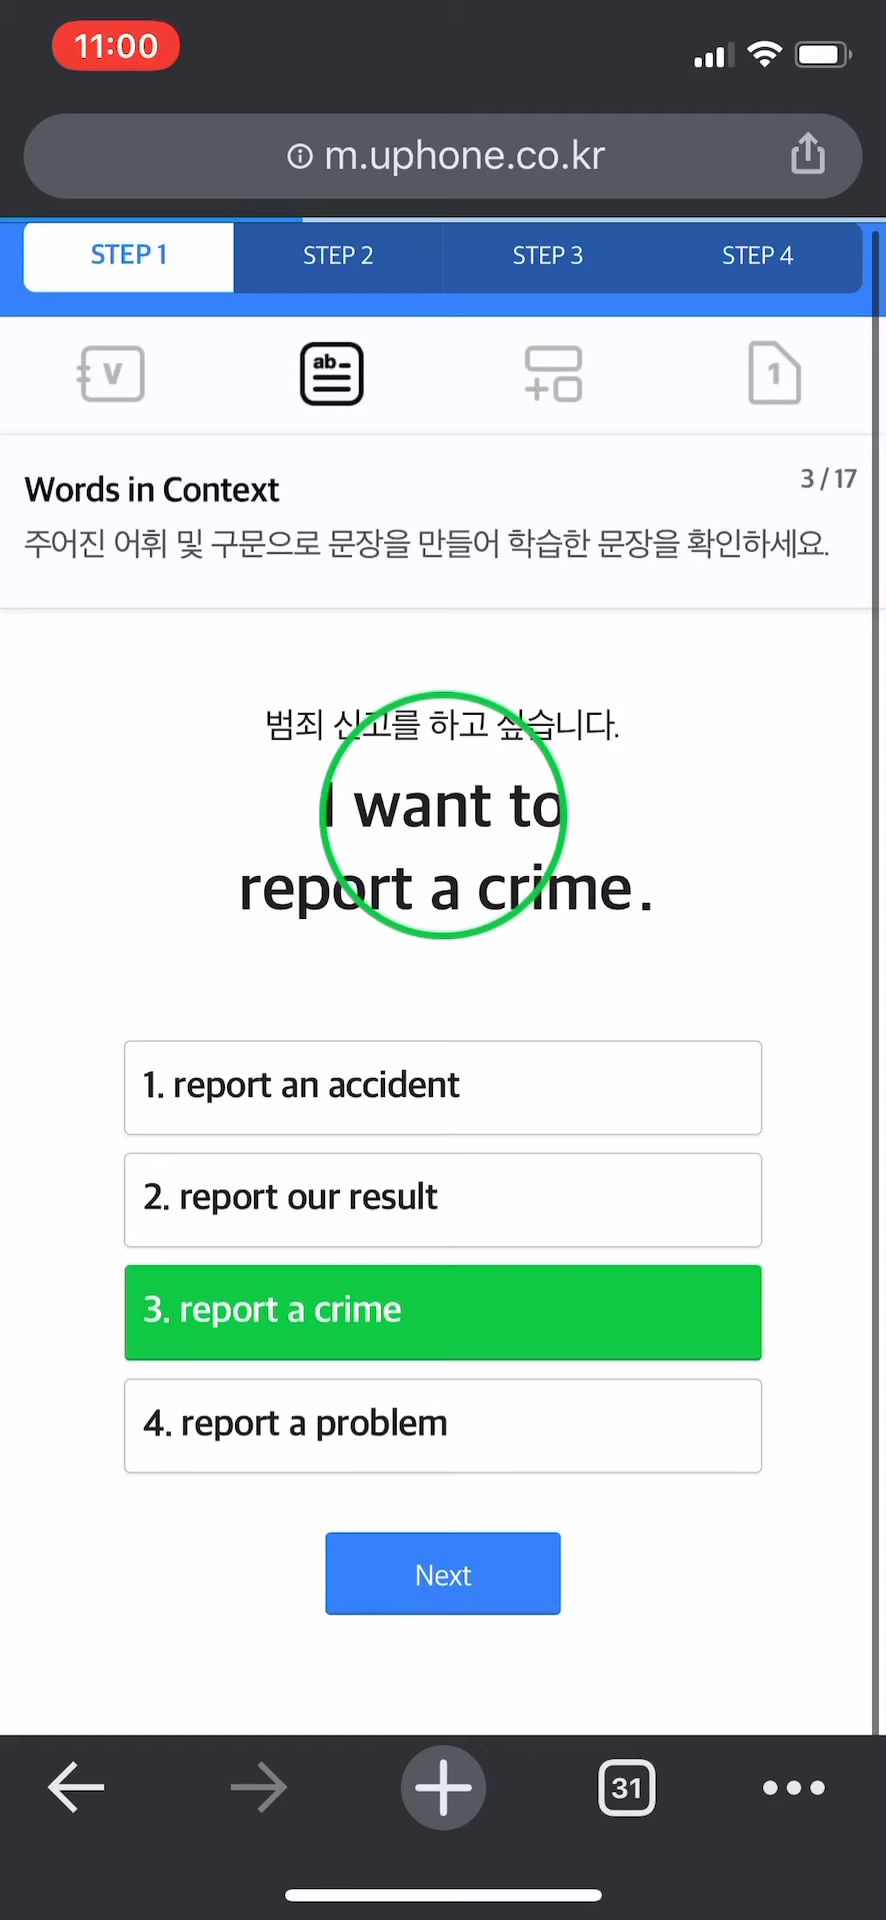 11:00
m.uphone.co.kr
STEP 1 STEP 2 STEP 3 STEP 4
V ab 1
Words in Context 3 / 17
주어진 어휘 및 구문으로 문장을 만들어 학습한 문장을 확인하세요.
범죄 신고를 하고 싶습니다.
I want to
report a crime.
1. report an accident
2. report our result
3. report a crime
4. report a problem
Next
31